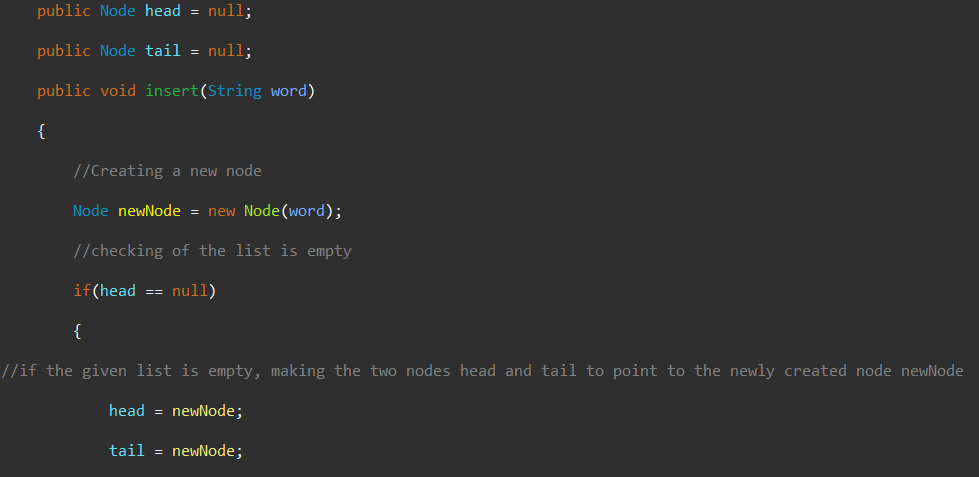 public Node head = null;
public Node tail = null;
public void insert(String word)
{
//Creating a new node
Node newNode = new Node(word);
//checking of the list is empty
if(head == null)
{
//if the given list is empty, making the two nodes head and tail to point to the newly created node newNode
head = newNode;
tail = newNode;